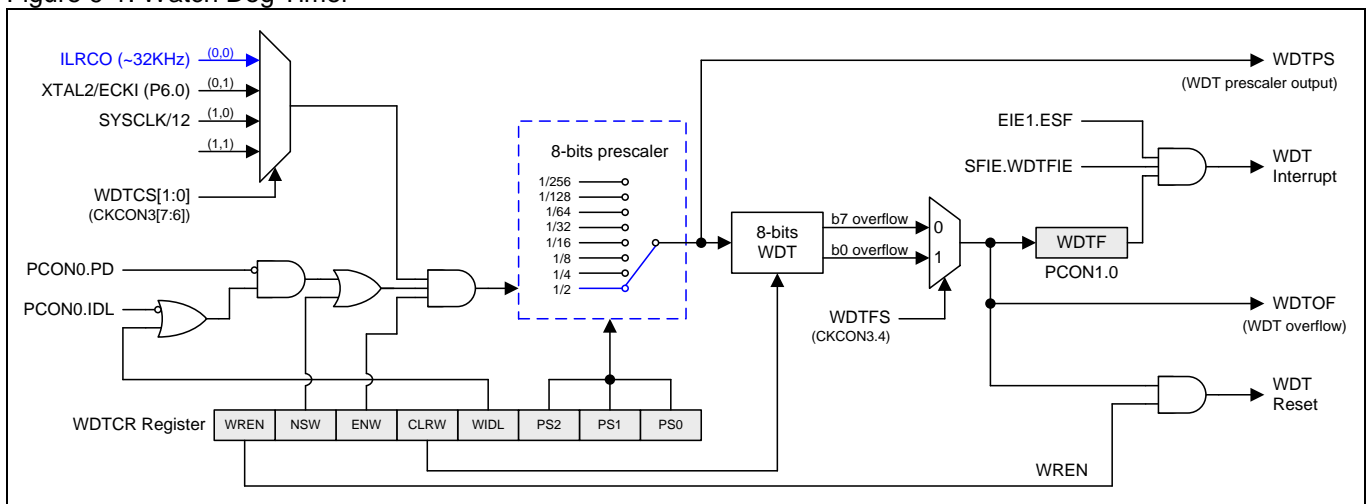 Figure 8-1. Watch Dog Timer
ILRCO (~32KHz)
(0,0)
XTAL2/ECKI (P6.0)
(0,1)
SYSCLK/12
(1,0)
(1,1)
WDTCS[1:0]
(CKCON3[7:6])
PCON0.PD
PCON0.IDL
8-bits prescaler
1/256
1/128
1/64
1/32
1/16
1/8
1/4
1/2
8-bits
WDT
b7 overflow
b0 overflow
0
1
WDTFS
(CKCON3.4)
WDTPS
(WDT prescaler output)
EIE1.ESF
SFIE.WDTFIE
WDT
Interrupt
WDTF
PCON1.0
WDTOF
(WDT overflow)
WDT
Reset
WREN
WDTCR Register
WREN NSW ENW CLRW WIDL PS2 PS1 PS0